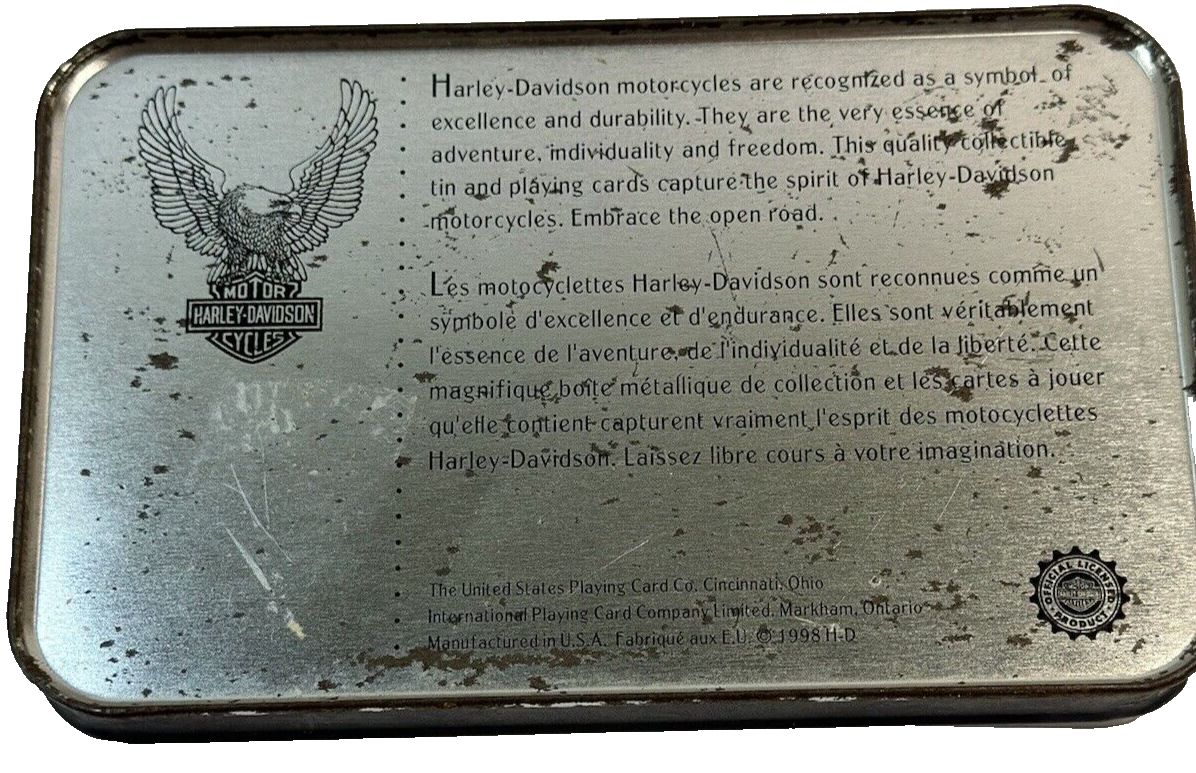 MOTOR
HARLEY-DAVIDSON
CYCLES
Harley-Davidson motorcycles are recognized as a symbol of
excellence and durability. They are the very essence of
adventure, individuality and freedom. This quality collectible
tin and playing cards capture the spirit of Harley-Davidson
motorcycles. Embrace the open road.
Les motocyclettes Harley-Davidson sont reconnues comme un
symbole d'excellence et d'endurance. Elles sont véritablement
l'essence de l'aventure, de l'individualité et de la liberté. Cette
magnifique boîte métallique de collection et les cartes à jouer
qu'elle contient capturent vraiment l'esprit des motocyclettes
Harley-Davidson. Laissez libre cours à votre imagination.
The United States Playing Card Co. Cincinnati, Ohio
International Playing Card Company Limited, Markham, Ontario
Manufactured in U.S.A. Fabriqué aux E.U. © 1998 H-D
OFFICIAL LICENSED
HARLEY-DAVIDSON
PRODUCT